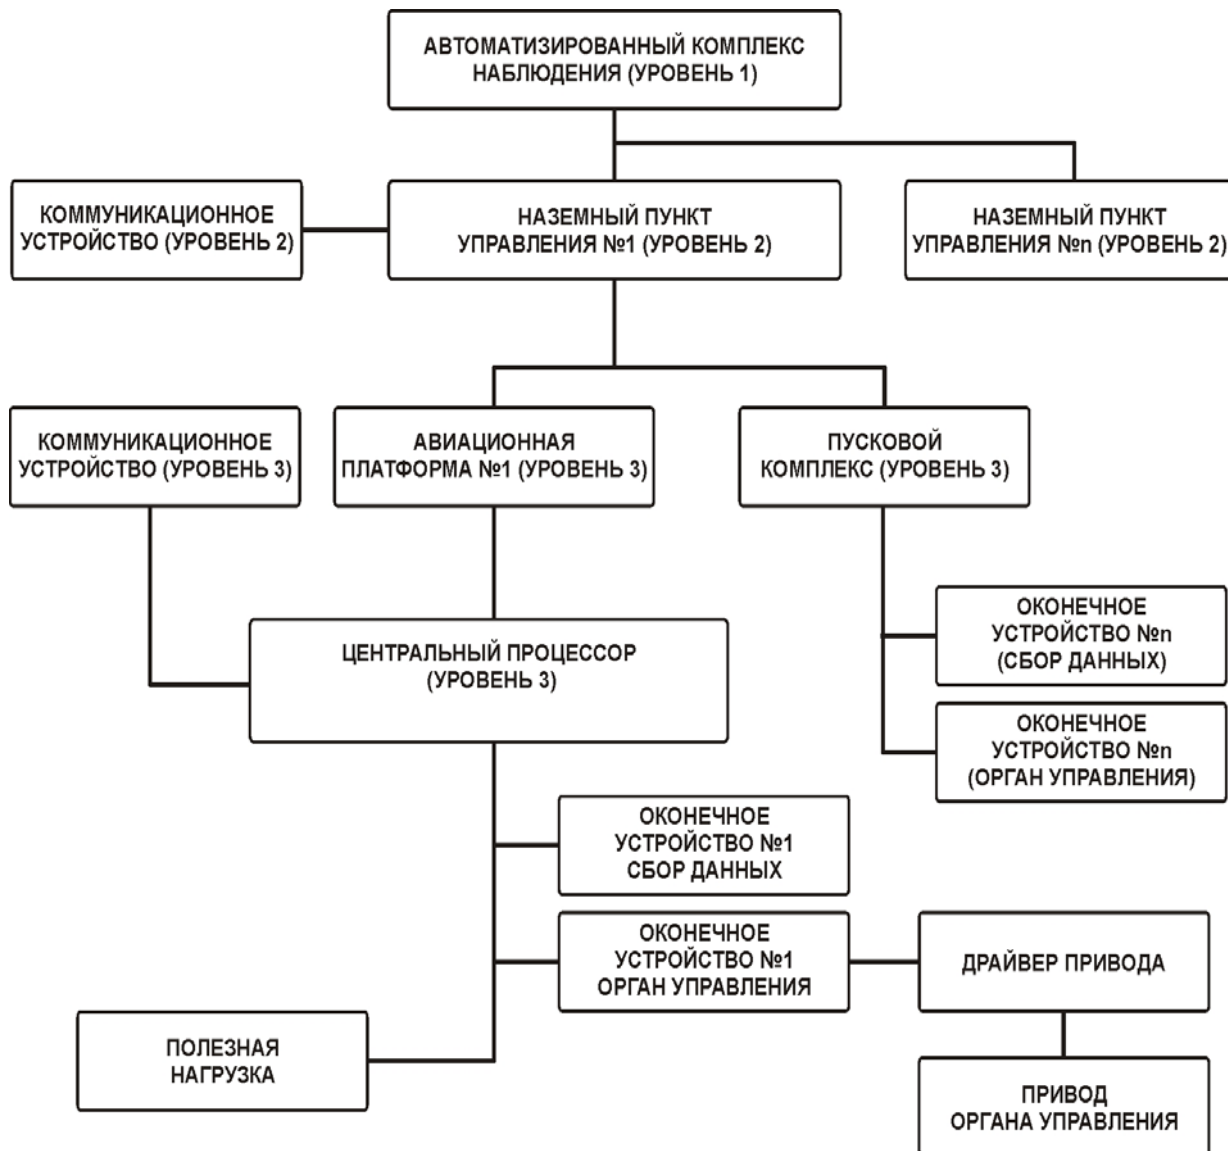 АВТОМАТИЗИРОВАННЫЙ КОМПЛЕКС
НАБЛЮДЕНИЯ (УРОВЕНЬ 1)
КОММУНИКАЦИОННОЕ
УСТРОЙСТВО (УРОВЕНЬ 2)
НАЗЕМНЫЙ ПУНКТ
УПРАВЛЕНИЯ №1 (УРОВЕНЬ 2)
НАЗЕМНЫЙ ПУНКТ
УПРАВЛЕНИЯ №n (УРОВЕНЬ 2)
КОММУНИКАЦИОННОЕ
УСТРОЙСТВО (УРОВЕНЬ 3)
АВИАЦИОННАЯ
ПЛАТФОРМА №1 (УРОВЕНЬ 3)
ПУСКОВОЙ
КОМПЛЕКС (УРОВЕНЬ 3)
ОКОНЕЧНОЕ
УСТРОЙСТВО №n
(СБОР ДАННЫХ)
ЦЕНТРАЛЬНЫЙ ПРОЦЕССОР
(УРОВЕНЬ 3)
ОКОНЕЧНОЕ
УСТРОЙСТВО №n
(ОРГАН УПРАВЛЕНИЯ)
ОКОНЕЧНОЕ
УСТРОЙСТВО №1
СБОР ДАННЫХ
ОКОНЕЧНОЕ
УСТРОЙСТВО №1
ОРГАН УПРАВЛЕНИЯ
ДРАЙВЕР ПРИВОДА
ПОЛЕЗНАЯ
НАГРУЗКА
ПРИВОД
ОРГАНА УПРАВЛЕНИЯ